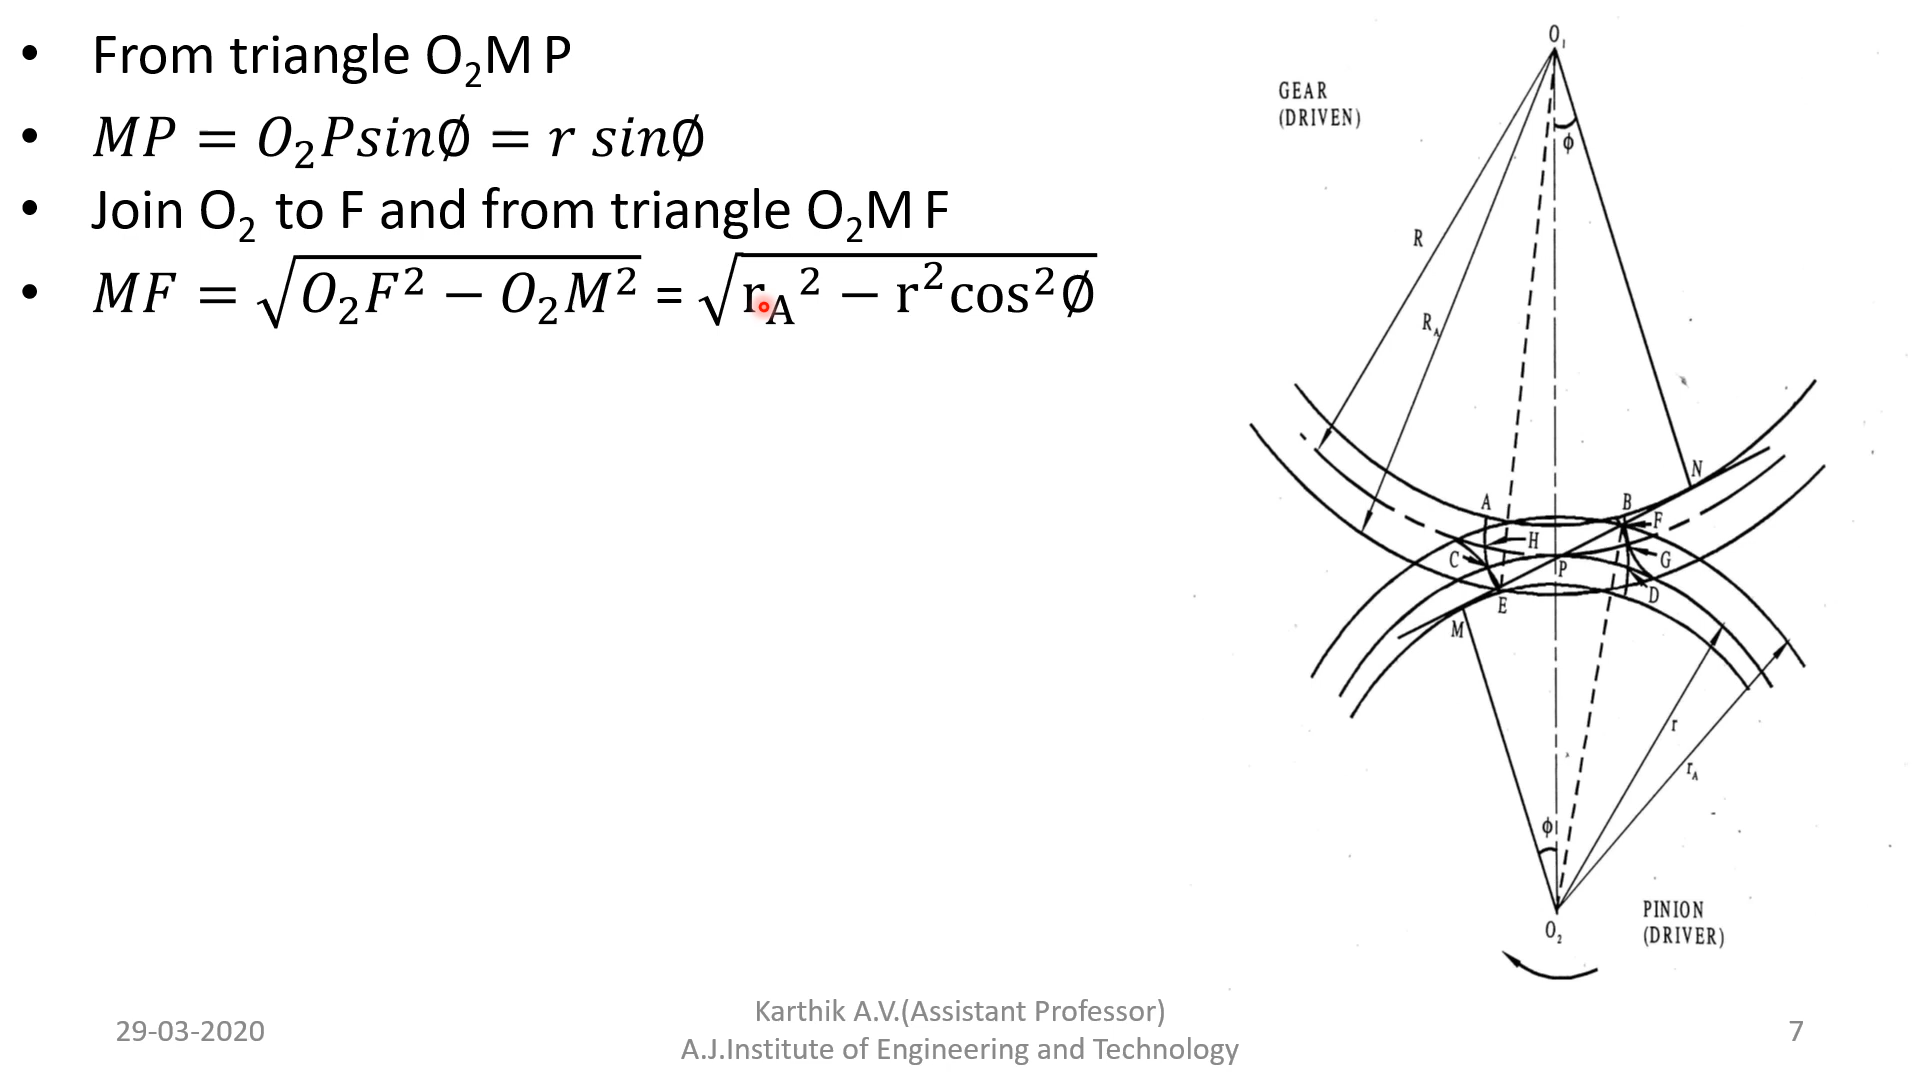 • From triangle O₂M P
• MP = O₂Psin∅ = r sin∅
• Join O₂ to F and from triangle O₂M F
• MF = √(O₂F² − O₂M²) = √(r_A² − r²cos²∅)
O₁
GEAR
(DRIVEN)
ϕ
R
R_A
N
A
B
F
H
C
G
P
D
E
M
r
r_A
ϕ
PINION
(DRIVER)
O₂
29-03-2020
Karthik A.V.(Assistant Professor)
A.J.Institute of Engineering and Technology
7